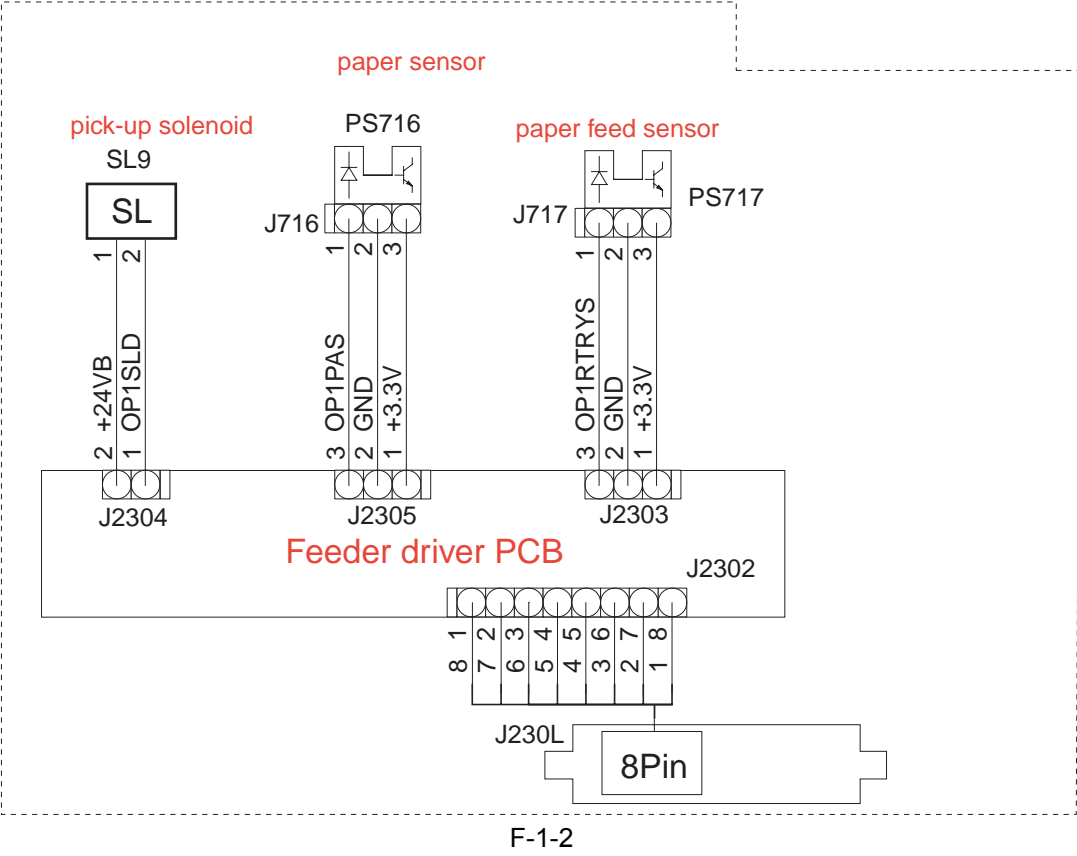 paper sensor
pick-up solenoid
PS716
paper feed sensor
SL9
PS717
SL
J716
J717
1 2
1 2 3
1 2 3
+24VB
OP1SLD
OP1PAS
GND
+3.3V
OP1RTRYS
GND
+3.3V
2 1
3 2 1
3 2 1
J2304
J2305
J2303
Feeder driver PCB
J2302
1 2 3 4 5 6 7 8
8 7 6 5 4 3 2 1
J230L
8Pin
F-1-2